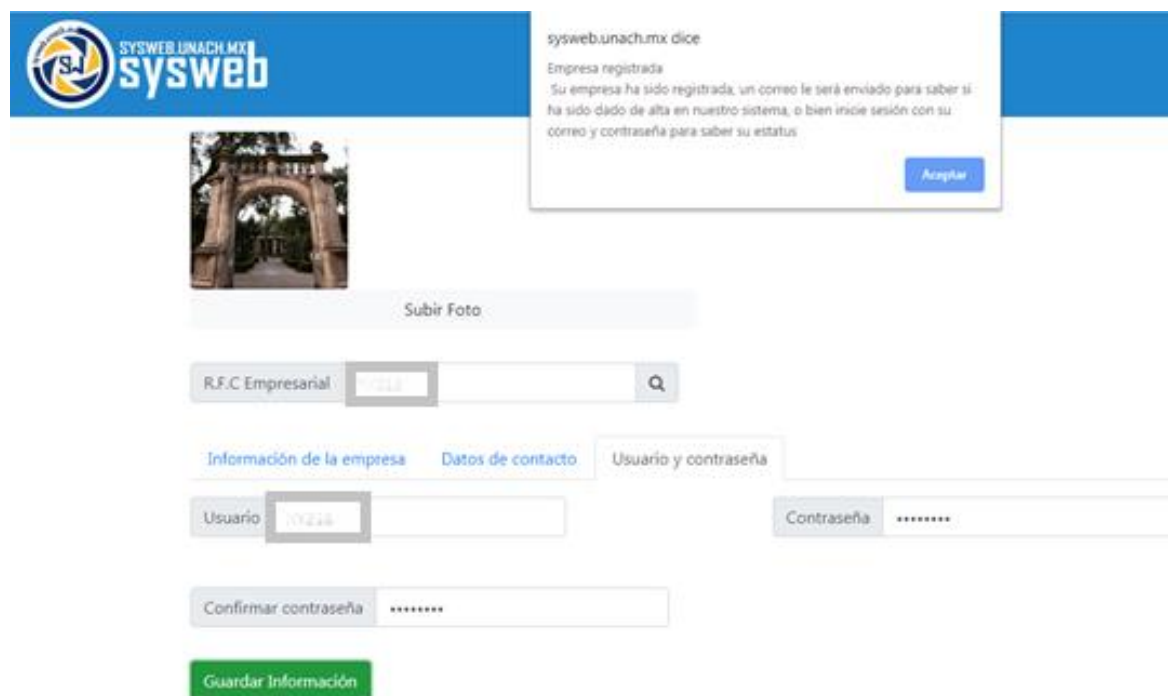 SYSWEB.UNACH.MX
sysweb
sysweb.unach.mx dice
Empresa registrada
Su empresa ha sido registrada, un correo le será enviado para saber si
ha sido dado de alta en nuestro sistema, o bien inicie sesión con su
correo y contraseña para saber su estatus
Aceptar
Subir Foto
R.F.C Empresarial
Información de la empresa Datos de contacto Usuario y contraseña
Usuario
Contraseña ••••••••
Confirmar contraseña ••••••••
Guardar Información